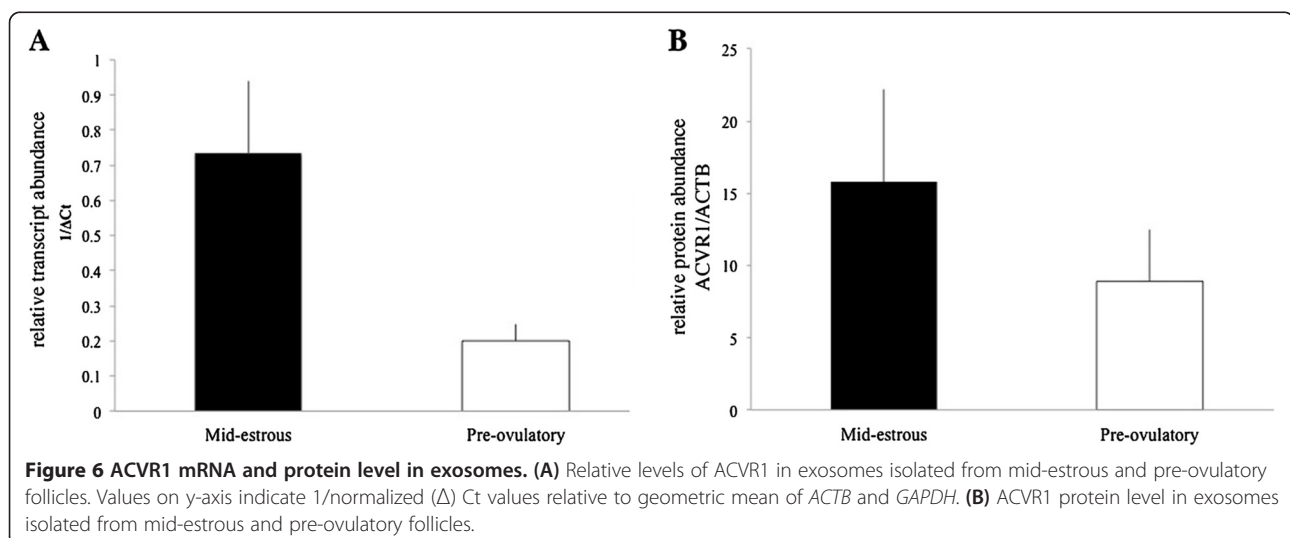 A
relative transcript abundance
1/ΔCt
1
0.9
0.8
0.7
0.6
0.5
0.4
0.3
0.2
0.1
0
Mid-estrous
Pre-ovulatory
B
relative protein abundance
ACVR1/ACTB
25
20
15
10
5
0
Mid-estrous
Pre-ovulatory
Figure 6 ACVR1 mRNA and protein level in exosomes. (A) Relative levels of ACVR1 in exosomes isolated from mid-estrous and pre-ovulatory
follicles. Values on y-axis indicate 1/normalized (Δ) Ct values relative to geometric mean of ACTB and GAPDH. (B) ACVR1 protein level in exosomes
isolated from mid-estrous and pre-ovulatory follicles.